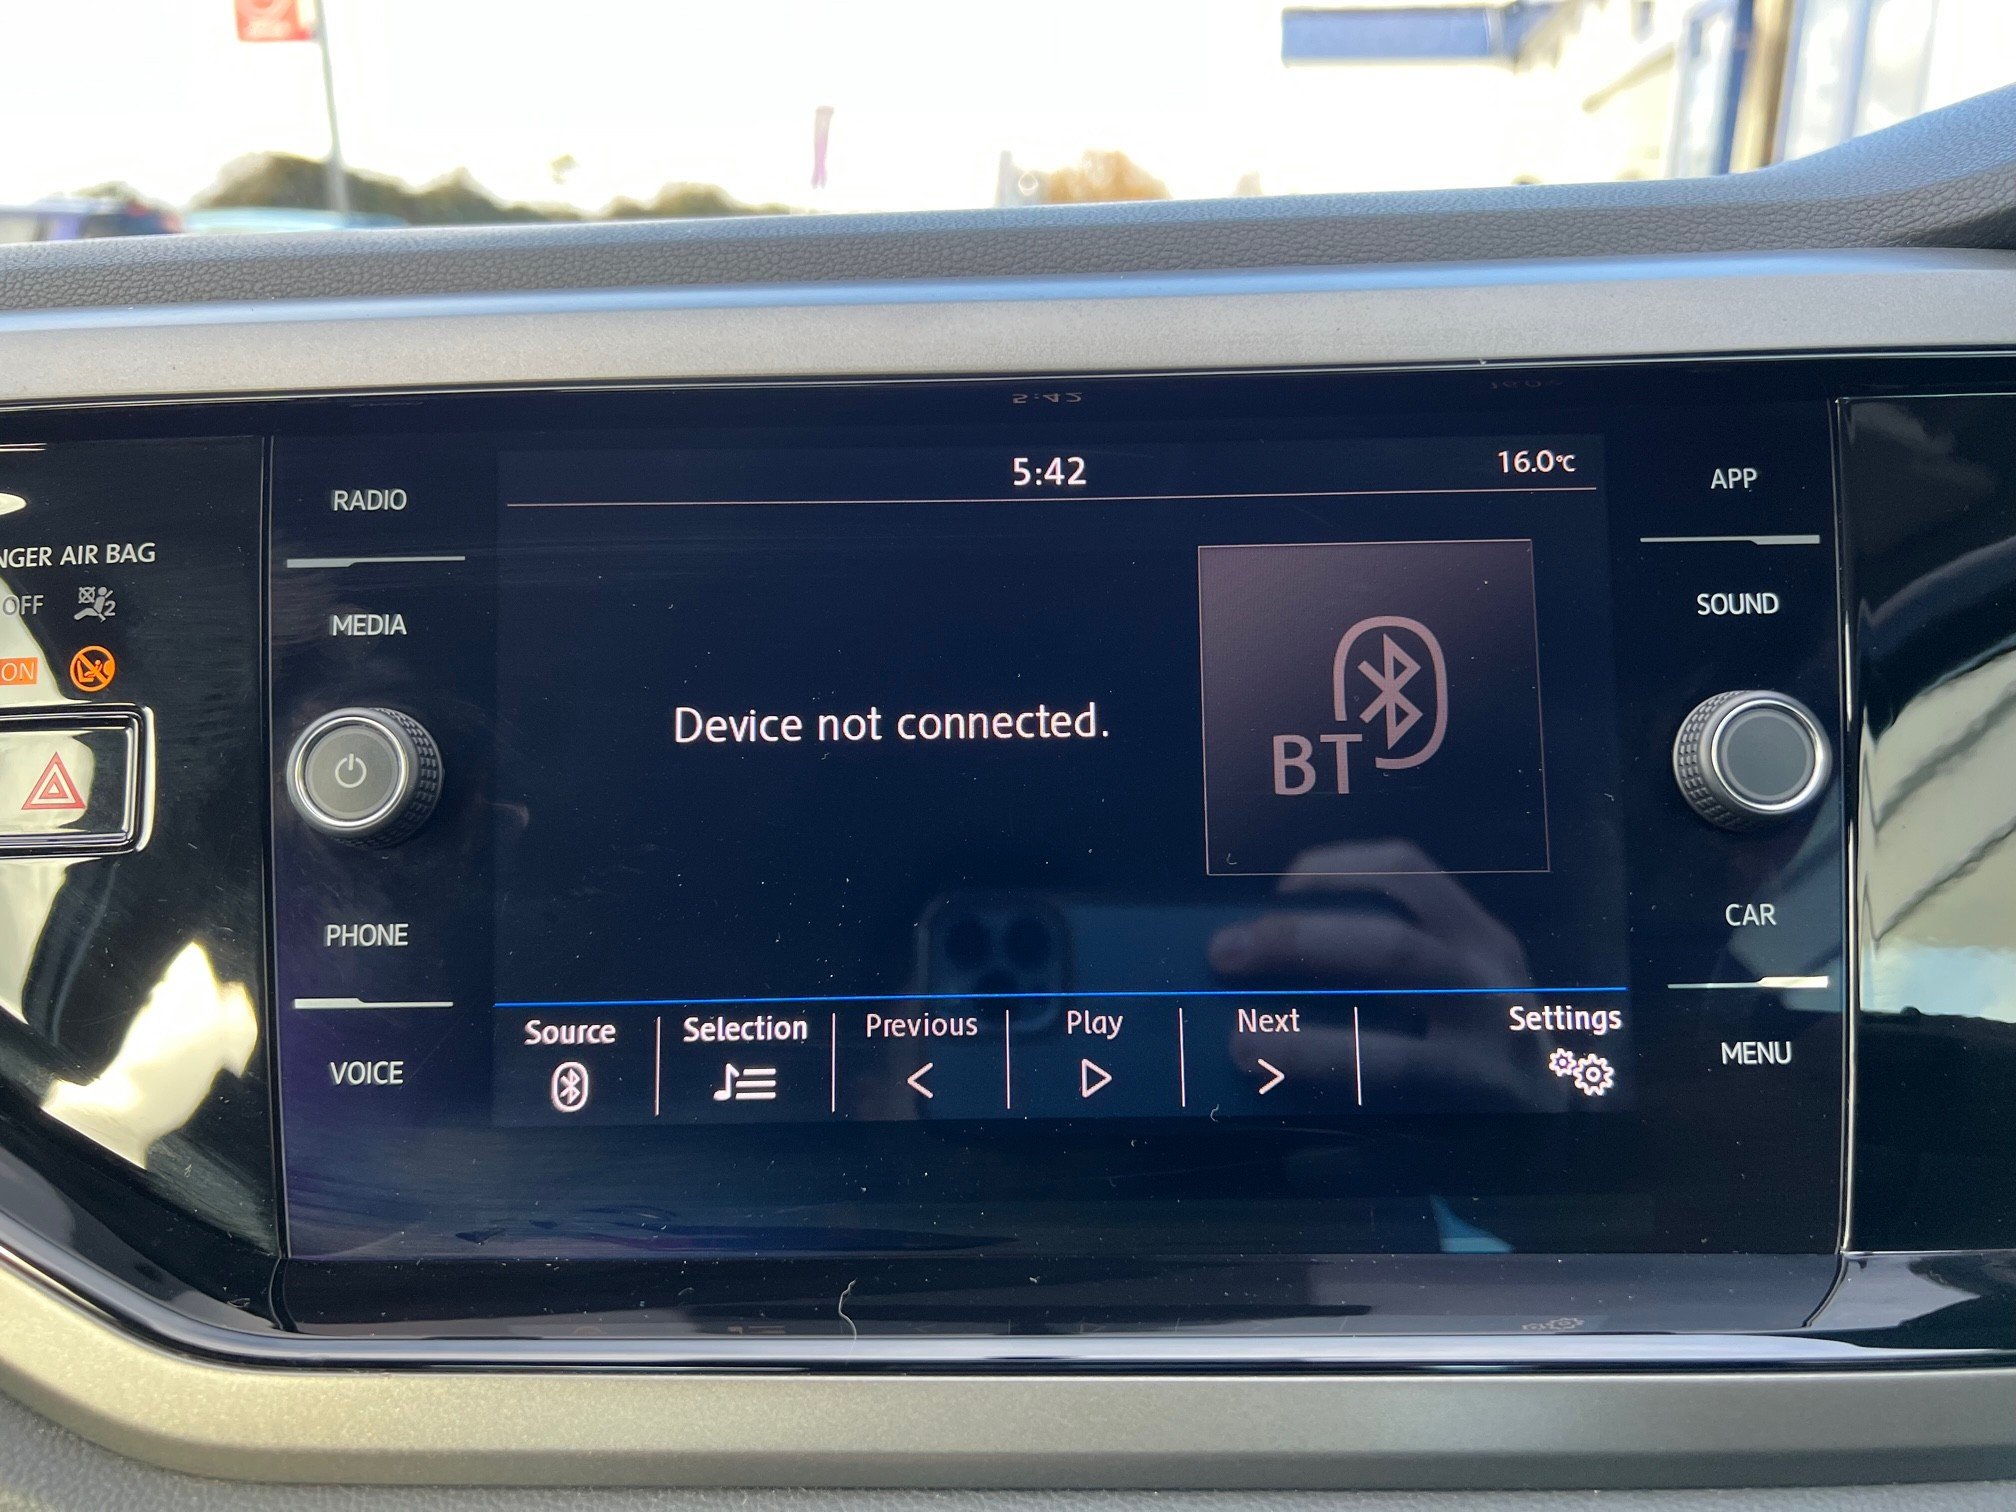 5:42
16.0°C
RADIO
APP
NGER AIR BAG
OFF
2
MEDIA
SOUND
ON
Device not connected.
BT
PHONE
CAR
Source
Selection
Previous
Play
Next
Settings
VOICE
MENU